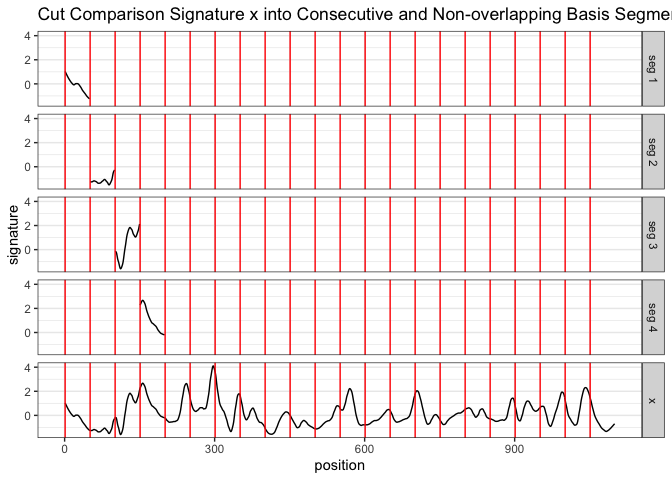 Cut Comparison Signature x into Consecutive and Non-overlapping Basis Segme
4
2
0
seg 1
4
2
0
seg 2
signature
4
2
0
seg 3
4
2
0
seg 4
4
2
0
x
0 300 600 900
position